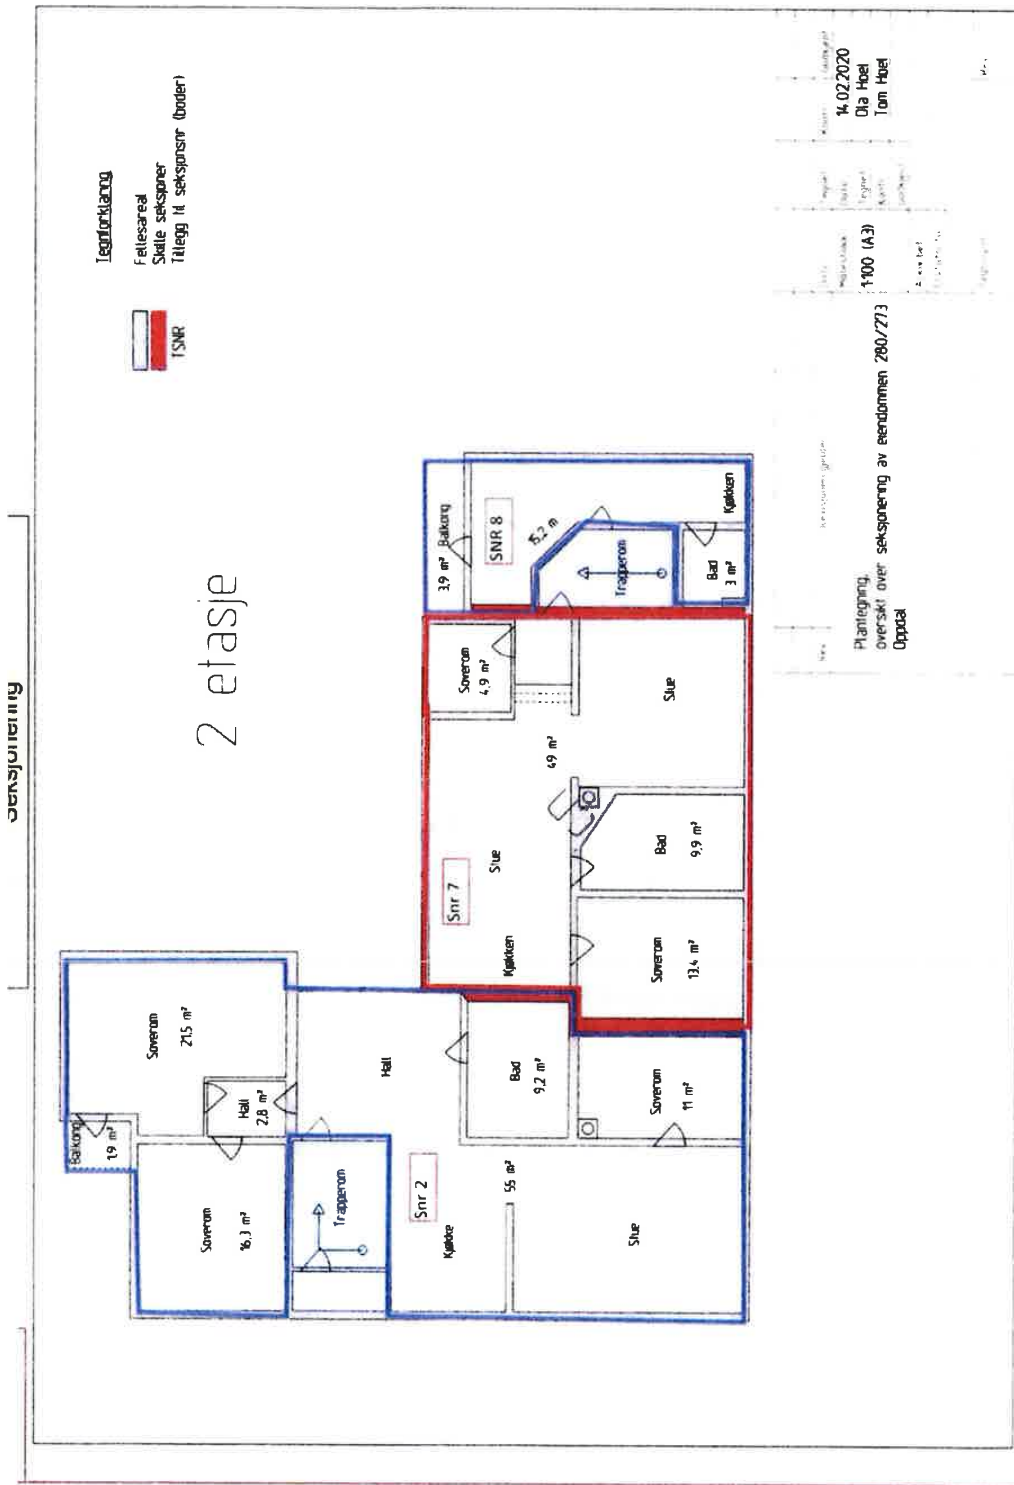 Seksjonering
2 etasje
Tegnforklaring
Fellesareal
Skille seksjoner
TSNR Tillegg til seksjonsnr (boder)
Balkong
1,9 m²
Soverom
21,5 m²
Hall
2,8 m²
Soverom
16,3 m²
Trapperom
Hall
Snr 2
Kjøkke
55 m²
Stue
Bad
9,2 m²
Soverom
11 m²
Snr 7
Kjøkken
Stue
Soverom
4,9 m²
49 m²
Stue
Soverom
13,4 m²
Bad
9,9 m²
3,9 m² Balkong
SNR 8
15,2 m
Trapperom
Bad
3 m²
Kjøkken
Plantegning,
oversikt over seksjonering av eiendommen 280/273
Oppdal
1:100 (A3)
14.02.2020
Ola Hoel
Tom Hoel